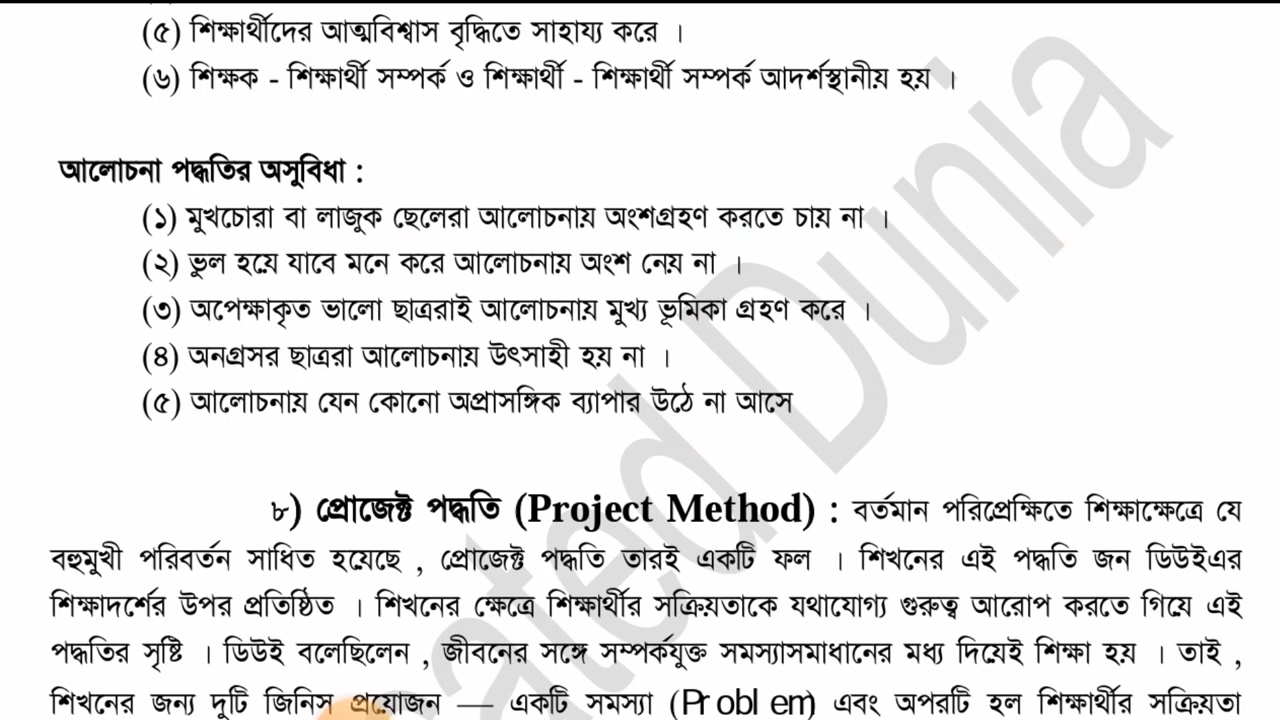 (৫) শিক্ষার্থীদের আত্মবিশ্বাস বৃদ্ধিতে সাহায্য করে ।
(৬) শিক্ষক - শিক্ষার্থী সম্পর্ক ও শিক্ষার্থী - শিক্ষার্থী সম্পর্ক আদর্শস্থানীয় হয় ।
আলোচনা পদ্ধতির অসুবিধা :
(১) মুখচোরা বা লাজুক ছেলেরা আলোচনায় অংশগ্রহণ করতে চায় না ।
(২) ভুল হয়ে যাবে মনে করে আলোচনায় অংশ নেয় না ।
(৩) অপেক্ষাকৃত ভালো ছাত্ররাই আলোচনায় মুখ্য ভূমিকা গ্রহণ করে ।
(৪) অনগ্রসর ছাত্ররা আলোচনায় উৎসাহী হয় না ।
(৫) আলোচনায় যেন কোনো অপ্রাসঙ্গিক ব্যাপার উঠে না আসে
৮) প্রোজেক্ট পদ্ধতি (Project Method) : বর্তমান পরিপ্রেক্ষিতে শিক্ষাক্ষেত্রে যে
বহুমুখী পরিবর্তন সাধিত হয়েছে , প্রোজেক্ট পদ্ধতি তারই একটি ফল । শিখনের এই পদ্ধতি জন ডিউইএর
শিক্ষাদর্শের উপর প্রতিষ্ঠিত । শিখনের ক্ষেত্রে শিক্ষার্থীর সক্রিয়তাকে যথাযোগ্য গুরুত্ব আরোপ করতে গিয়ে এই
পদ্ধতির সৃষ্টি । ডিউই বলেছিলেন , জীবনের সঙ্গে সম্পর্কযুক্ত সমস্যাসমাধানের মধ্য দিয়েই শিক্ষা হয় । তাই ,
শিখনের জন্য দুটি জিনিস প্রয়োজন — একটি সমস্যা (Problem) এবং অপরটি হল শিক্ষার্থীর সক্রিয়তা
ated Dunia